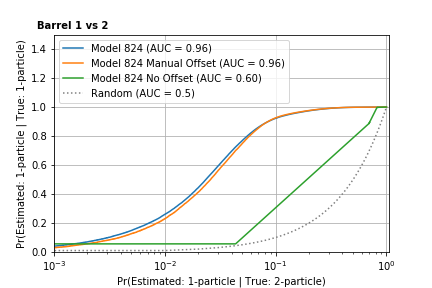 Barrel 1 vs 2
Pr(Estimated: 1-particle | True: 1-particle)
1.4
1.2
1.0
0.8
0.6
0.4
0.2
0.0
Model 824 (AUC = 0.96)
Model 824 Manual Offset (AUC = 0.96)
Model 824 No Offset (AUC = 0.60)
Random (AUC = 0.5)
10⁻³ 10⁻² 10⁻¹ 10⁰
Pr(Estimated: 1-particle | True: 2-particle)